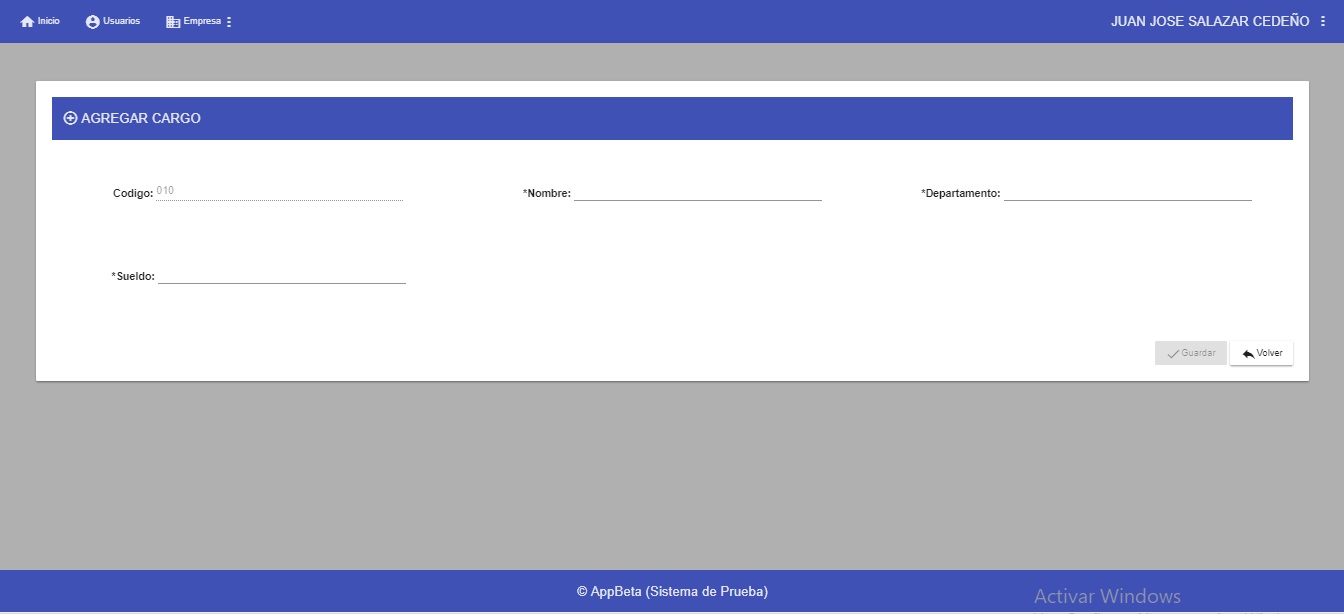 Inicio Usuarios Empresa JUAN JOSE SALAZAR CEDEÑO
AGREGAR CARGO
Codigo: 010 *Nombre: *Departamento:
*Sueldo:
Guardar Volver
© AppBeta (Sistema de Prueba)
Activar Windows